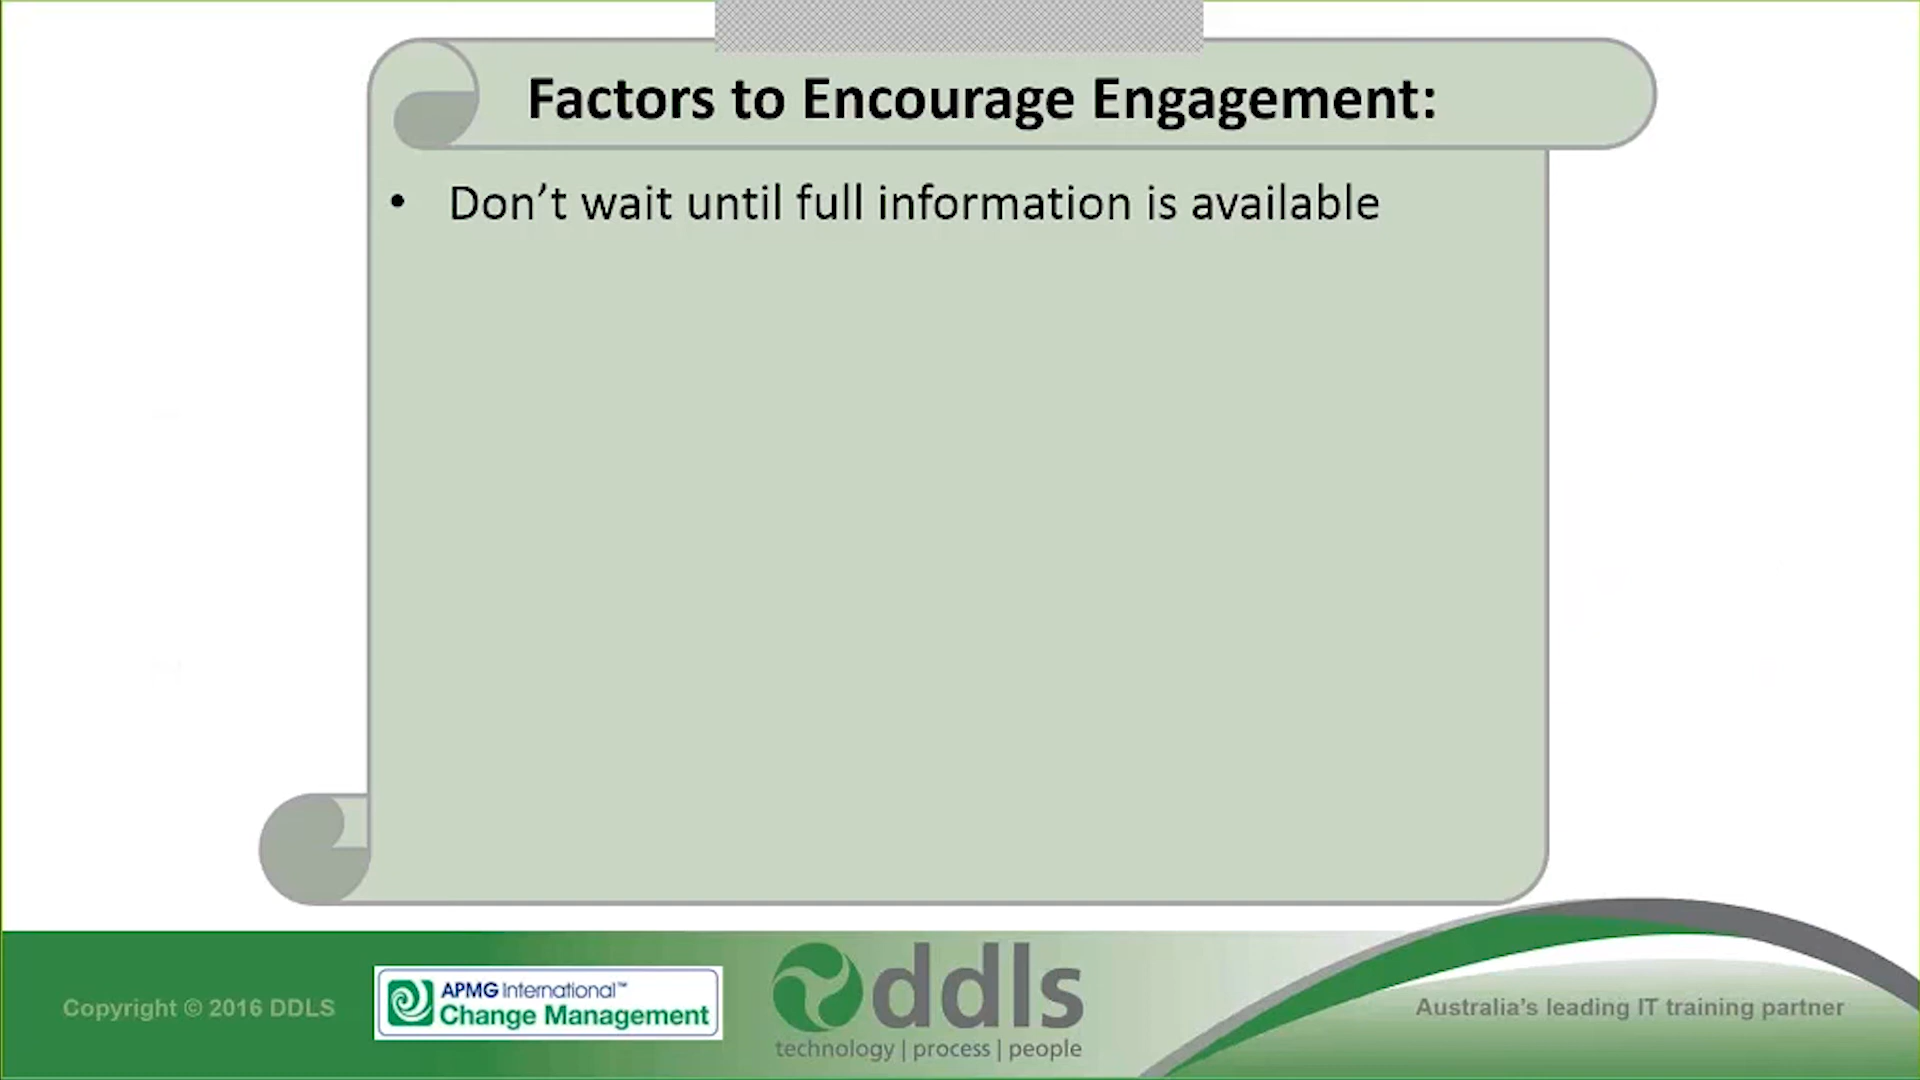 Factors to Encourage Engagement:
• Don’t wait until full information is available
Copyright © 2016 DDLS
APMG International™
Change Management
ddls
technology | process | people
Australia’s leading IT training partner